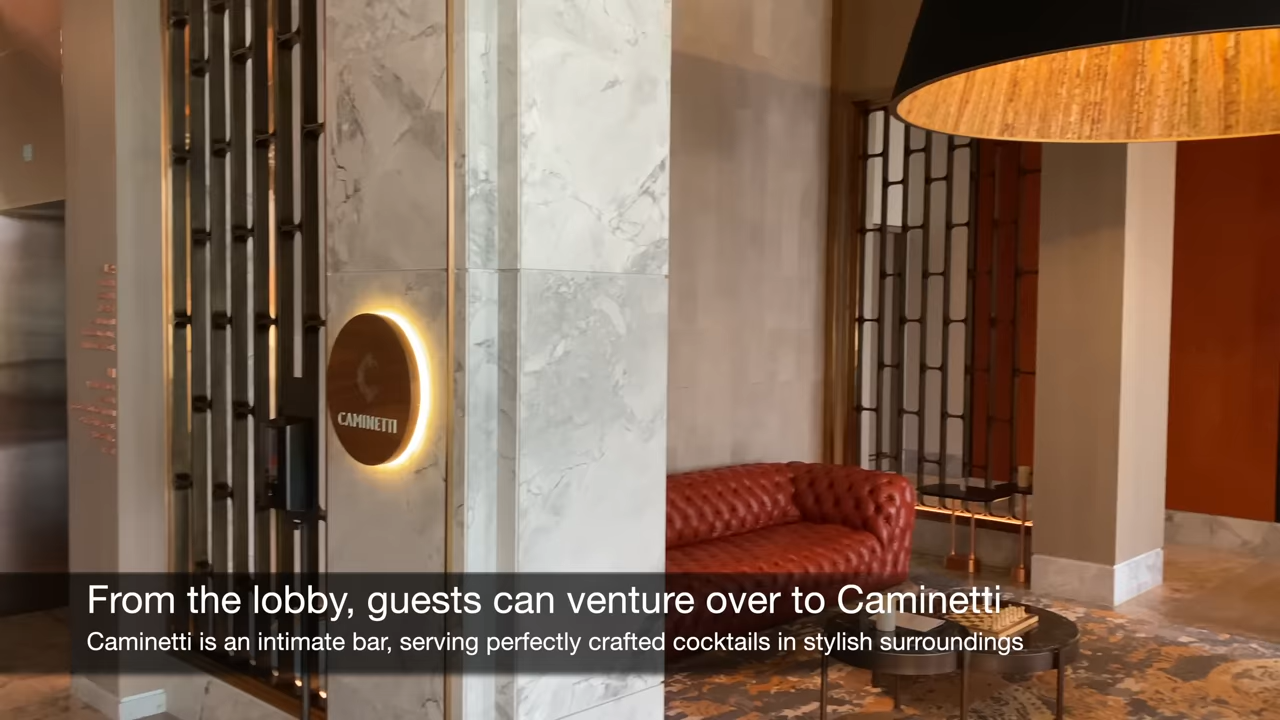 C
CAMINETTI
From the lobby, guests can venture over to Caminetti
Caminetti is an intimate bar, serving perfectly crafted cocktails in stylish surroundings